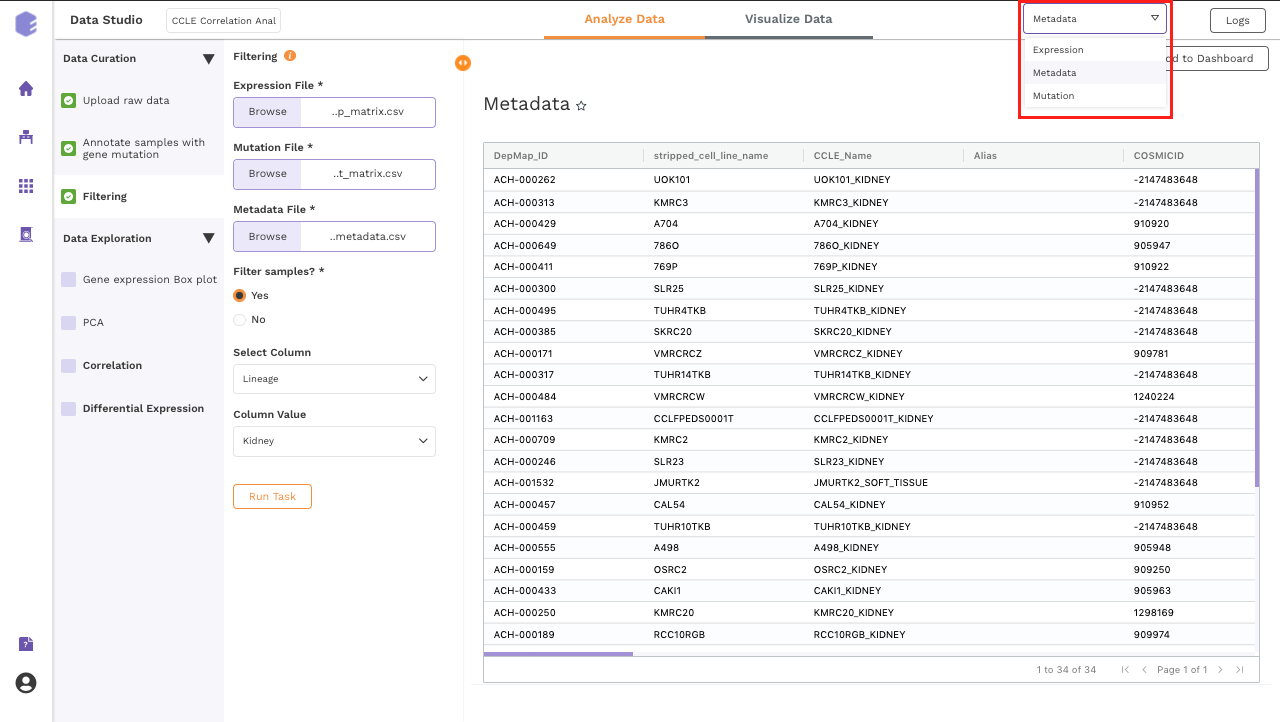 Data Studio
CCLE Correlation Anal
Analyze Data
Visualize Data
Metadata
Expression
Metadata
Mutation
Logs
d to Dashboard
Data Curation
Upload raw data
Annotate samples with
gene mutation
Filtering
Data Exploration
Gene expression Box plot
PCA
Correlation
Differential Expression
Filtering
Expression File *
Browse ..p_matrix.csv
Mutation File *
Browse ..t_matrix.csv
Metadata File *
Browse ..metadata.csv
Filter samples? *
Yes
No
Select Column
Lineage
Column Value
Kidney
Run Task
Metadata
DepMap_ID stripped_cell_line_name CCLE_Name Alias COSMICID
ACH-000262 UOK101 UOK101_KIDNEY -2147483648
ACH-000313 KMRC3 KMRC3_KIDNEY -2147483648
ACH-000429 A704 A704_KIDNEY 910920
ACH-000649 786O 786O_KIDNEY 905947
ACH-000411 769P 769P_KIDNEY 910922
ACH-000300 SLR25 SLR25_KIDNEY -2147483648
ACH-000495 TUHR4TKB TUHR4TKB_KIDNEY -2147483648
ACH-000385 SKRC20 SKRC20_KIDNEY -2147483648
ACH-000171 VMRCRCZ VMRCRCZ_KIDNEY 909781
ACH-000317 TUHR14TKB TUHR14TKB_KIDNEY -2147483648
ACH-000484 VMRCRCW VMRCRCW_KIDNEY 1240224
ACH-001163 CCLFPEDS0001T CCLFPEDS0001T_KIDNEY -2147483648
ACH-000709 KMRC2 KMRC2_KIDNEY -2147483648
ACH-000246 SLR23 SLR23_KIDNEY -2147483648
ACH-001532 JMURTK2 JMURTK2_SOFT_TISSUE -2147483648
ACH-000457 CAL54 CAL54_KIDNEY 910952
ACH-000459 TUHR10TKB TUHR10TKB_KIDNEY -2147483648
ACH-000555 A498 A498_KIDNEY 905948
ACH-000159 OSRC2 OSRC2_KIDNEY 909250
ACH-000433 CAKI1 CAKI1_KIDNEY 905963
ACH-000250 KMRC20 KMRC20_KIDNEY 1298169
ACH-000189 RCC10RGB RCC10RGB_KIDNEY 909974
1 to 34 of 34 Page 1 of 1